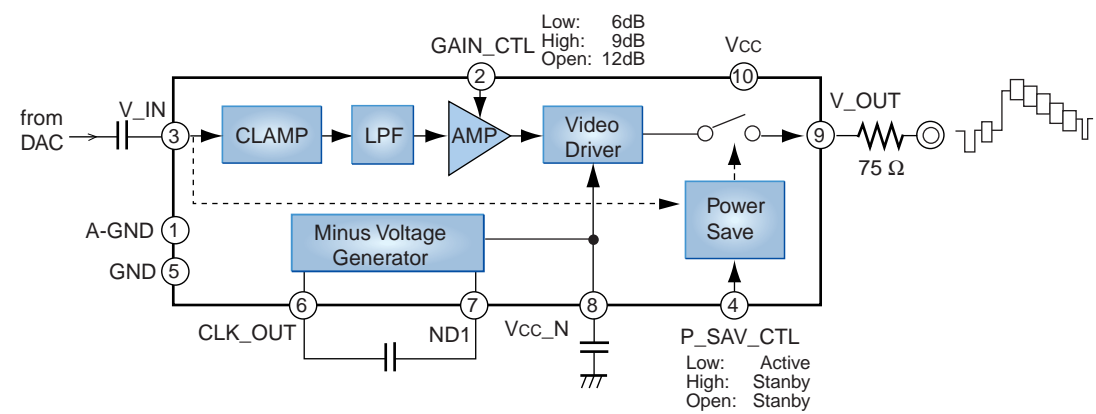 GAIN_CTL
Low: 6dB
High: 9dB
Open: 12dB
Vcc
2
10
from
DAC
V_IN
3
CLAMP
LPF
AMP
Video
Driver
V_OUT
9
75 Ω
A-GND 1
GND 5
Minus Voltage
Generator
Power
Save
6
7
8
4
CLK_OUT
ND1
Vcc_N
P_SAV_CTL
Low: Active
High: Stanby
Open: Stanby